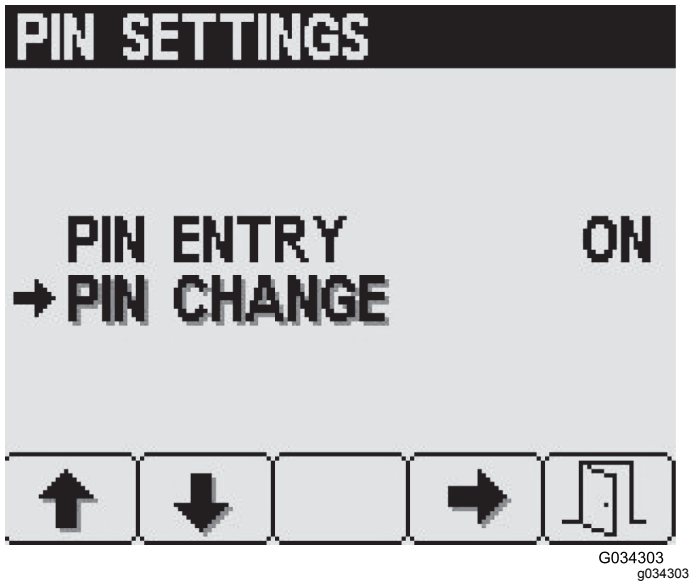 PIN SETTINGS
PIN ENTRY ON
PIN CHANGE
G034303
g034303